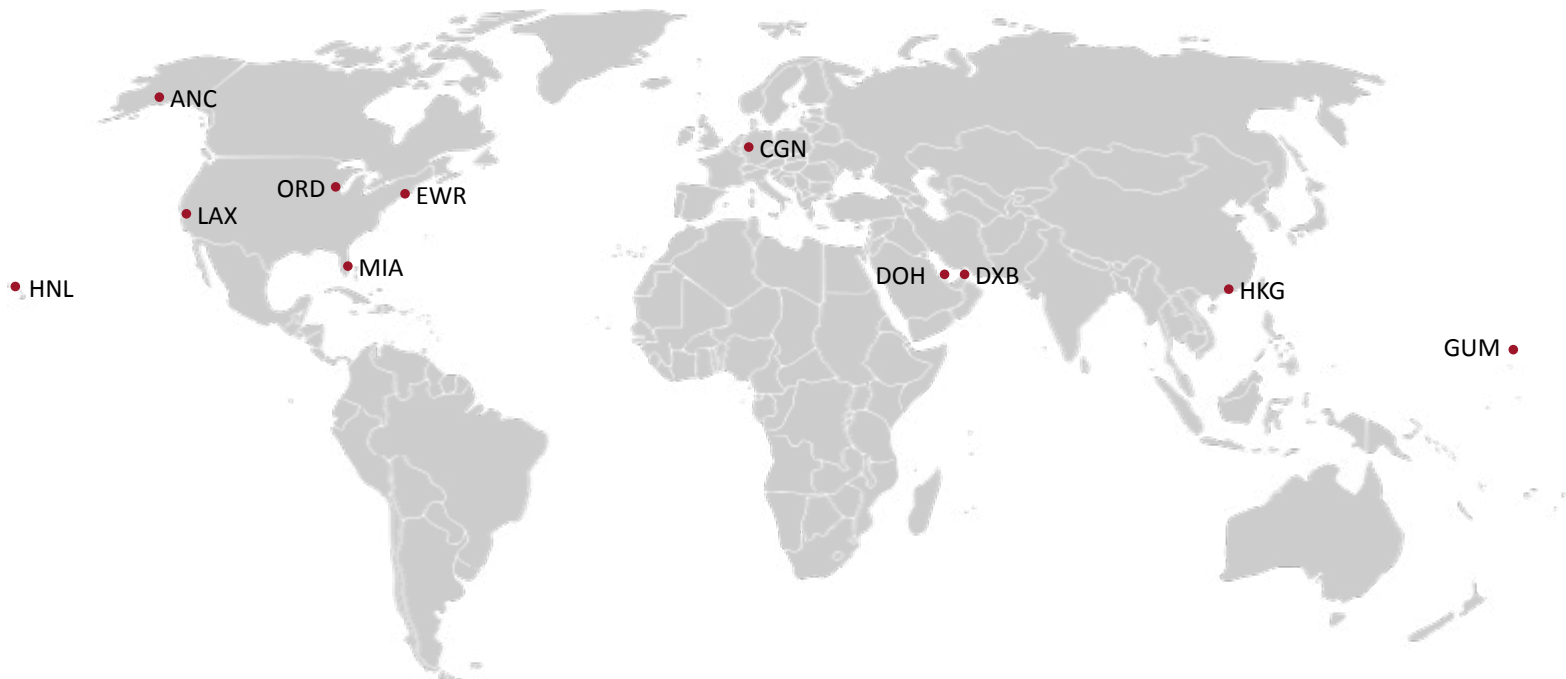 ANC
CGN
ORD
EWR
LAX
MIA
DOH
DXB
HNL
HKG
GUM